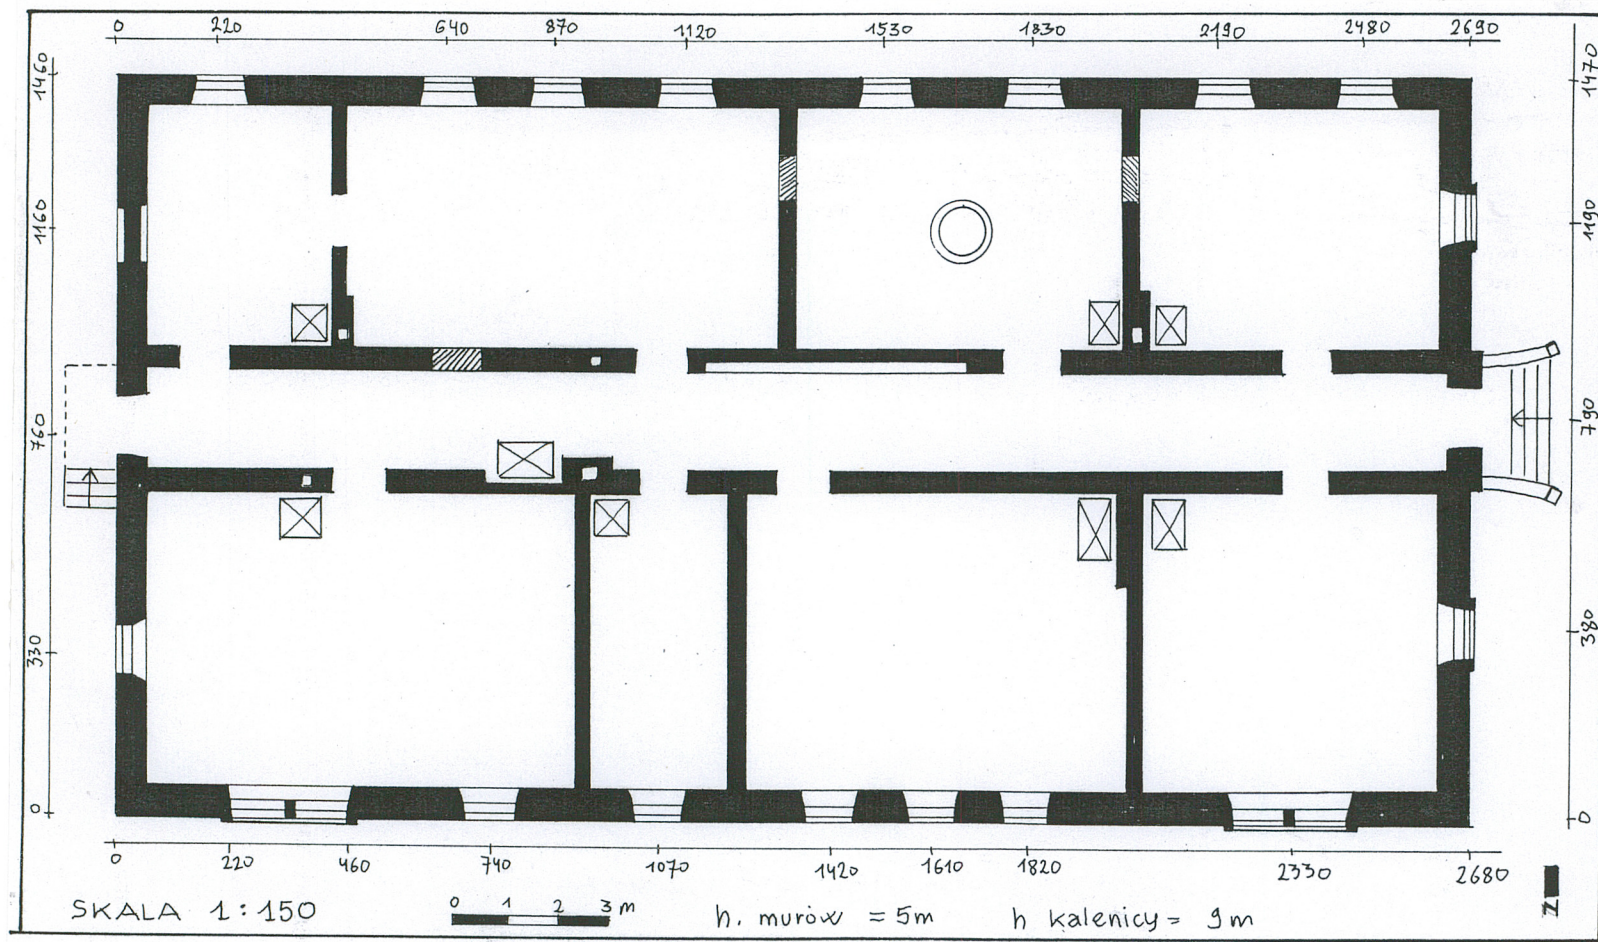 0 220 640 870 1120 1530 1830 2190 2480 2690
1460
1160
760
330
0
1470
1190
790
380
0
0 220 460 740 1070 1420 1610 1820 2330 2680
SKALA 1:150
0 1 2 3 m
h. murów = 5m
h kalenicy = 9m
N